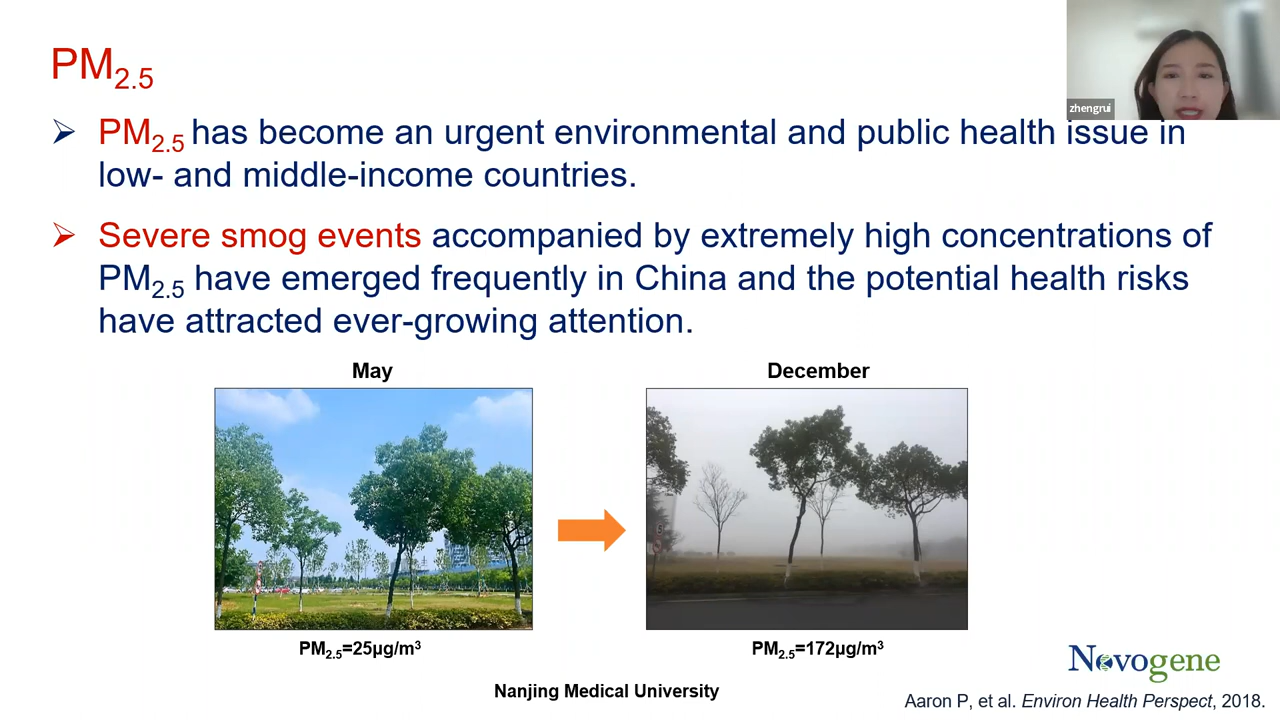 PM2.5
zhengrui
➢ PM2.5 has become an urgent environmental and public health issue in
low- and middle-income countries.
➢ Severe smog events accompanied by extremely high concentrations of
PM2.5 have emerged frequently in China and the potential health risks
have attracted ever-growing attention.
May
December
PM2.5=25µg/m³
PM2.5=172µg/m³
Nanjing Medical University
Novogene
Aaron P, et al. Environ Health Perspect, 2018.